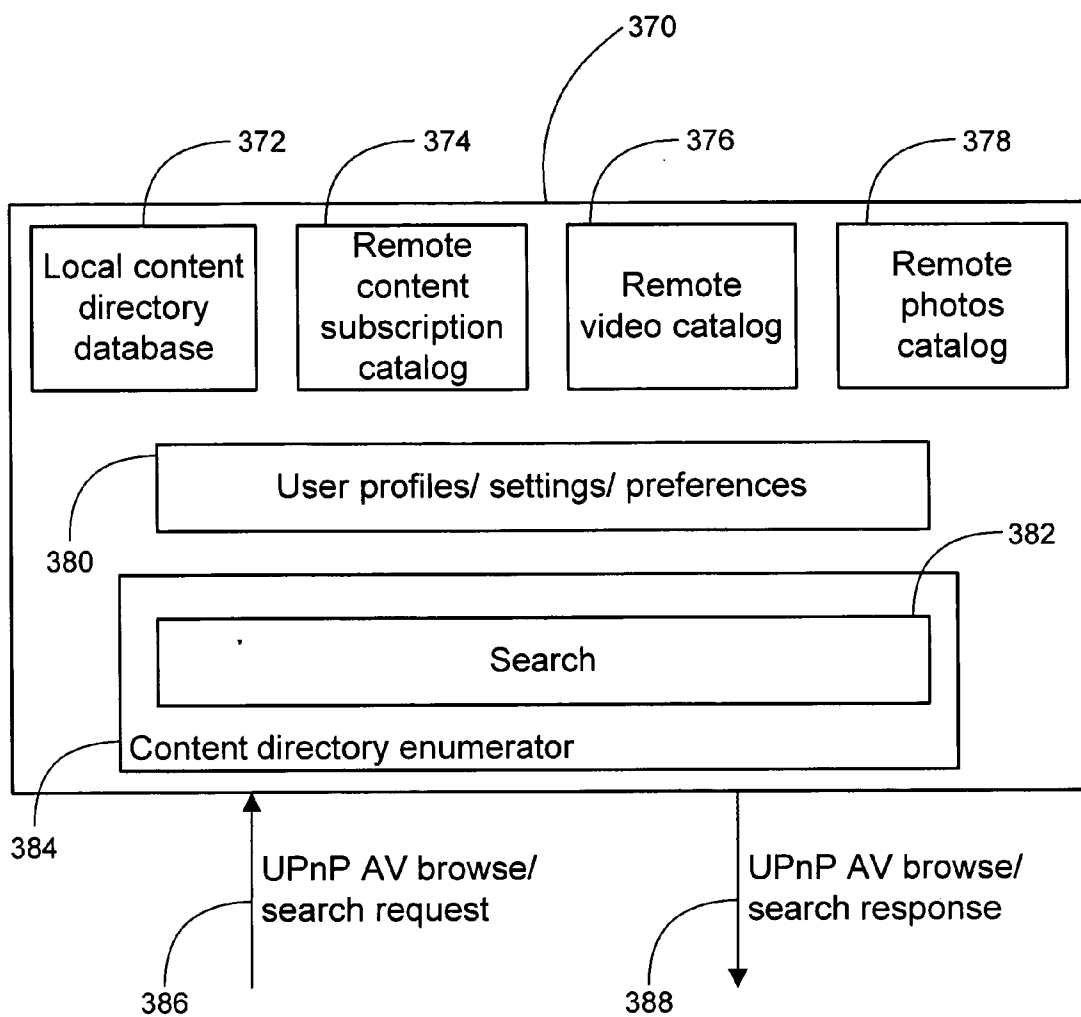 370
372
374
376
378
Local content
directory
database
Remote
content
subscription
catalog
Remote
video catalog
Remote
photos
catalog
User profiles/ settings/ preferences
380
382
Search
Content directory enumerator
384
UPnP AV browse/
search request
UPnP AV browse/
search response
386
388